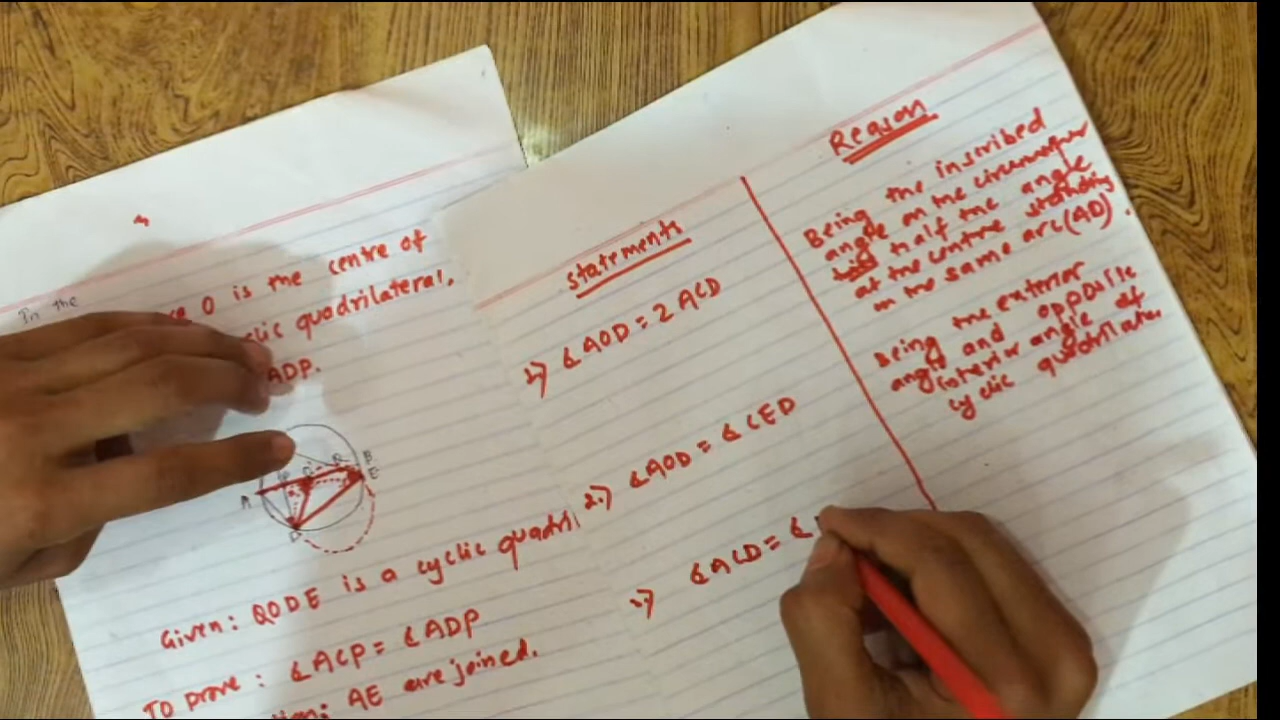 In the
O is the centre of
clic quadrilateral,
ADP.
A
B
E
D
Given: QODE is a cyclic quadril
To prove: ∠ACP = ∠ADP
AE are joined.
Statements
1.) ∠AOD = 2 ACD
2.) ∠AOD = ∠CED
3.) ∠ACD = ∠
Reason
Being the inscribed
angle on the circumference
half the angle
at the centre standing
on the same arc (AD).
Being the exterior
angle and opposite
interior angle of
cyclic quadrilateral